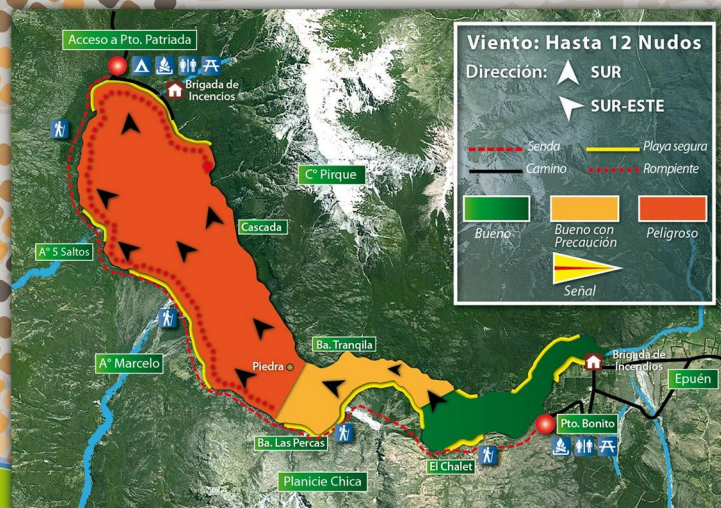 Acceso a Pto. Patriada
Brigada de
Incencios
Viento: Hasta 12 Nudos
Dirección:
SUR
SUR-ESTE
Senda
Playa segura
Camino
Rompiente
Bueno
Bueno con
Precaución
Peligroso
Señal
C° Pirque
Cascada
A° 5 Saltos
A° Marcelo
Piedra
Ba. Tranqila
Brigada de
Incendios
Epuén
Ba. Las Percas
Pto. Bonito
El Chalet
Planicie Chica